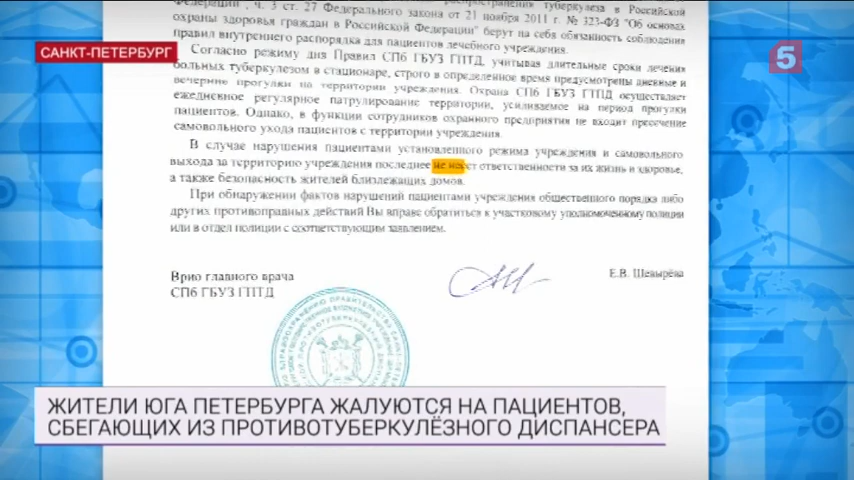 САНКТ-ПЕТЕРБУРГ
5
распространения туберкулеза в Российской
Федерации", ч. 3 ст. 27 Федерального закона от 21 ноября 2011 г. № 323-ФЗ "Об основах
охраны здоровья граждан в Российской Федерации" берут на себя обязанность соблюдения
правил внутреннего распорядка для пациентов лечебного учреждения.
Согласно режиму дня Правил СПб ГБУЗ ГПТД, учитывая длительные сроки лечения
больных туберкулезом в стационаре, строго в определенное время предусмотрены дневные и
вечерние прогулки на территории учреждения. Охрана СПб ГБУЗ ГПТД осуществляет
ежедневное регулярное патрулирование территории, усиливаемое на период прогулки
пациентов. Однако, в функции сотрудников охранного предприятия не входит пресечение
самовольного ухода пациентов с территории учреждения.
В случае нарушения пациентами установленного режима учреждения и самовольного
выхода за территорию учреждения последнее не несет ответственности за их жизнь и здоровье,
а также безопасность жителей близлежащих домов.
При обнаружении фактов нарушений пациентами учреждения общественного порядка либо
других противоправных действий Вы вправе обратиться к участковому уполномоченному полиции
или в отдел полиции с соответствующим заявлением.
Врио главного врача
СПб ГБУЗ ГПТД
Е.В. Шевырёва
ЖИТЕЛИ ЮГА ПЕТЕРБУРГА ЖАЛУЮТСЯ НА ПАЦИЕНТОВ,
СБЕГАЮЩИХ ИЗ ПРОТИВОТУБЕРКУЛЁЗНОГО ДИСПАНСЕРА